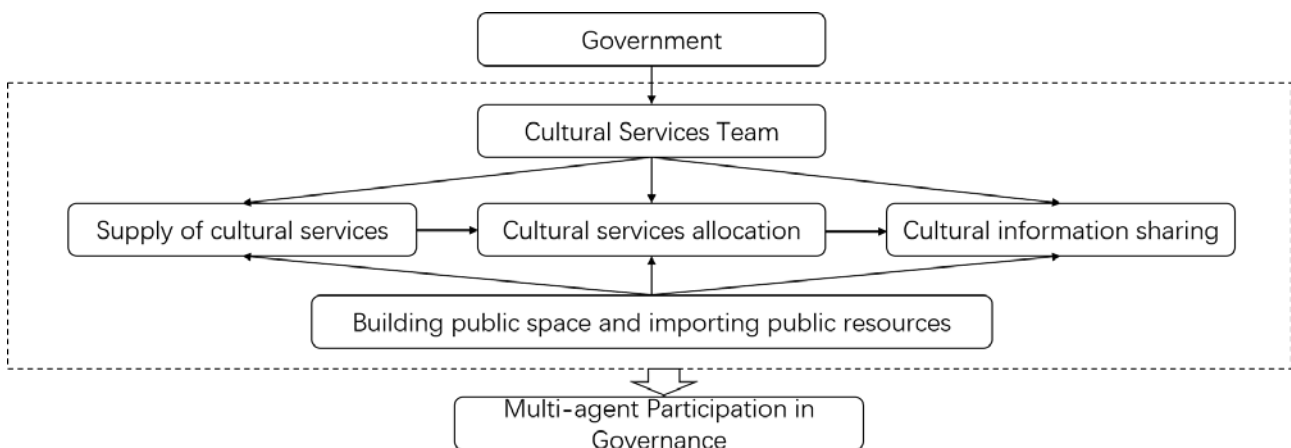 Government
Cultural Services Team
Supply of cultural services
Cultural services allocation
Cultural information sharing
Building public space and importing public resources
Multi-agent Participation in
Governance